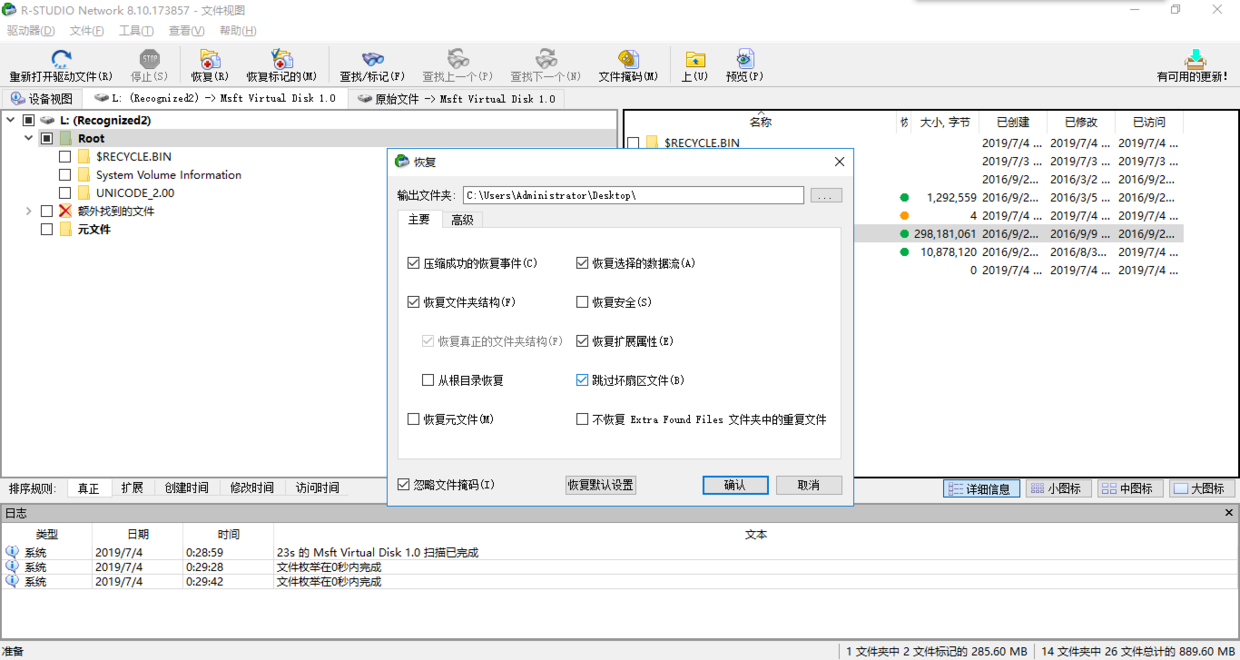 R-STUDIO Network 8.10.173857 - 文件视图
驱动器(D) 文件(F) 工具(T) 查看(V) 帮助(H)
重新打开驱动文件(R) 停止(S) 恢复(R) 恢复标记的(M) 查找/标记(F) 查找上一个(P) 查找下一个(N) 文件掩码(M) 上(U) 预览(P) 有可用的更新!
设备视图 L: (Recognized2) -> Msft Virtual Disk 1.0 原始文件 -> Msft Virtual Disk 1.0
L: (Recognized2)
Root
$RECYCLE.BIN
System Volume Information
UNICODE_2.00
额外找到的文件
元文件
名称 大小, 字节 已创建 已修改 已访问
$RECYCLE.BIN 2019/7/4 ... 2019/7/4 ... 2019/7/4 ...
2019/7/3 ... 2019/7/3 ... 2019/7/3 ...
2016/9/2... 2016/3/2 ... 2016/9/2...
1,292,559 2016/9/2... 2016/3/5 ... 2016/9/2...
4 2019/7/4 ... 2019/7/4 ... 2019/7/4 ...
298,181,061 2016/9/2... 2016/9/9 ... 2016/9/2...
10,878,120 2016/9/2... 2016/8/3... 2016/9/2...
0 2019/7/4 ... 2019/7/4 ... 2019/7/4 ...
恢复
输出文件夹: C:\Users\Administrator\Desktop\ ...
主要 高级
压缩成功的恢复事件(C) 恢复选择的数据流(A)
恢复文件夹结构(F) 恢复安全(S)
恢复真正的文件夹结构(F) 恢复扩展属性(E)
从根目录恢复 跳过坏扇区文件(B)
恢复元文件(M) 不恢复 Extra Found Files 文件夹中的重复文件
忽略文件掩码(I) 恢复默认设置 确认 取消
排序规则: 真正 扩展 创建时间 修改时间 访问时间 详细信息 小图标 中图标 大图标
日志
类型 日期 时间 文本
系统 2019/7/4 0:28:59 23s 的 Msft Virtual Disk 1.0 扫描已完成
系统 2019/7/4 0:29:28 文件枚举在0秒内完成
系统 2019/7/4 0:29:42 文件枚举在0秒内完成
准备 1 文件夹中 2 文件标记的 285.60 MB 14 文件夹中 26 文件总计的 889.60 MB